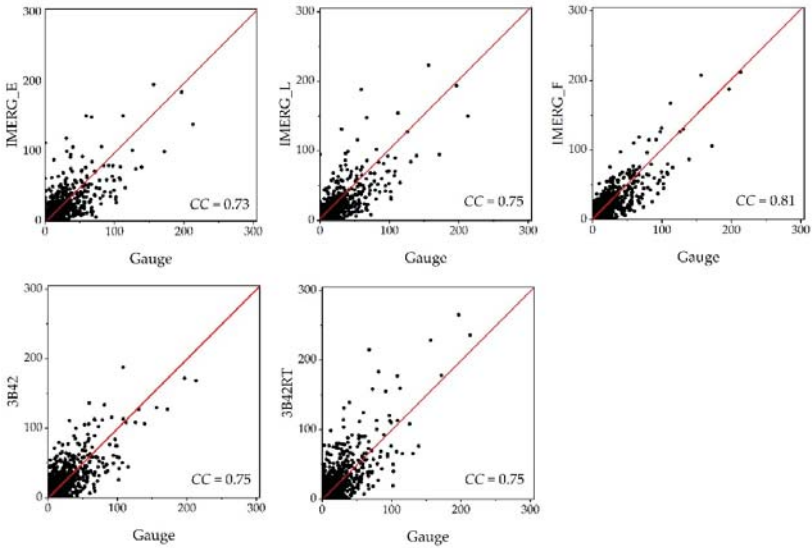 300
200
100
0
IMERG_E
CC = 0.73
0 100 200 300
Gauge
300
200
100
0
IMERG_L
CC = 0.75
0 100 200 300
Gauge
300
200
100
0
IMERG_F
CC = 0.81
0 100 200 300
Gauge
300
200
100
0
3B42
CC = 0.75
0 100 200 300
Gauge
300
200
100
0
3B42RT
CC = 0.75
0 100 200 300
Gauge